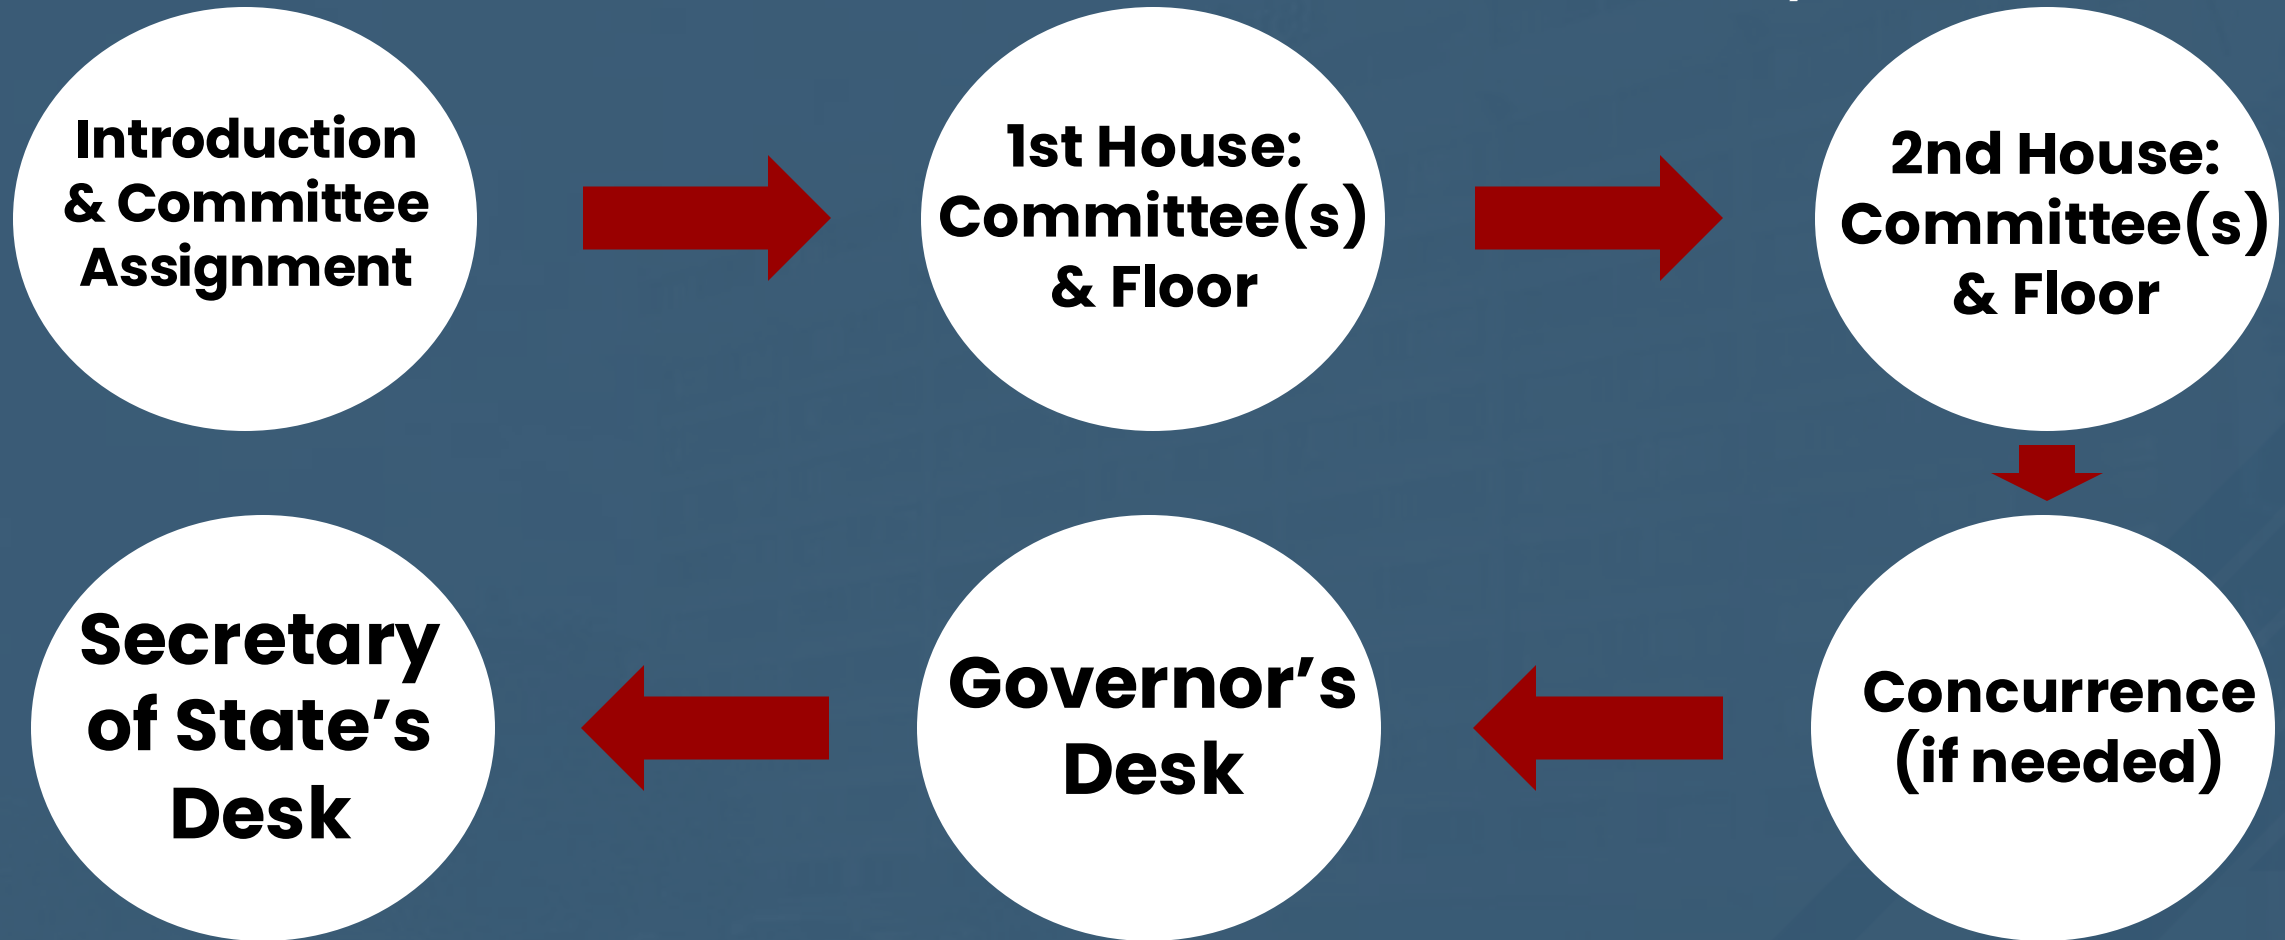 Introduction
& Committee
Assignment
1st House:
Committee(s)
& Floor
2nd House:
Committee(s)
& Floor
Concurrence
(if needed)
Governor’s
Desk
Secretary
of State’s
Desk